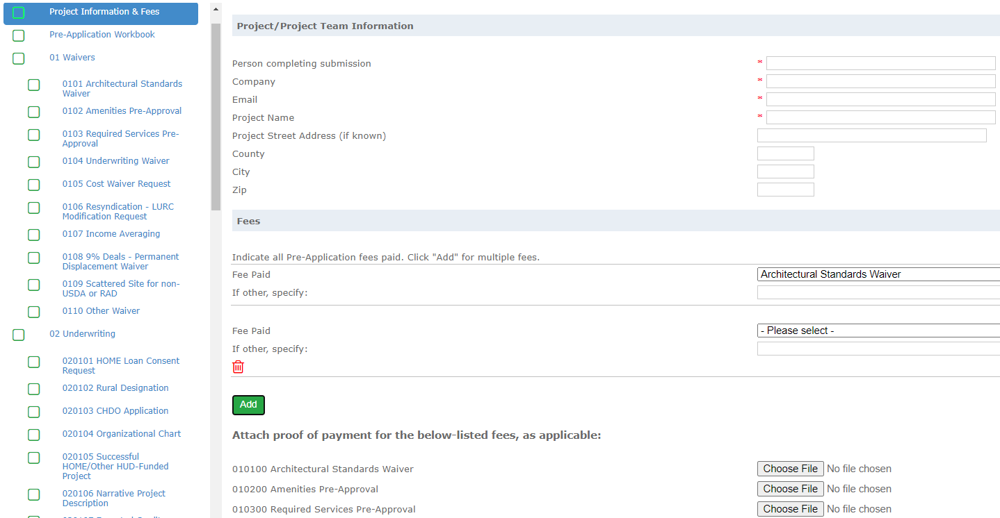 Project Information & Fees
Pre-Application Workbook
01 Waivers
0101 Architectural Standards
Waiver
0102 Amenities Pre-Approval
0103 Required Services Pre-
Approval
0104 Underwriting Waiver
0105 Cost Waiver Request
0106 Resyndication - LURC
Modification Request
0107 Income Averaging
0108 9% Deals - Permanent
Displacement Waiver
0109 Scattered Site for non-
USDA or RAD
0110 Other Waiver
02 Underwriting
020101 HOME Loan Consent
Request
020102 Rural Designation
020103 CHDO Application
020104 Organizational Chart
020105 Successful
HOME/Other HUD-Funded
Project
020106 Narrative Project
Description
Project/Project Team Information
Person completing submission *
Company *
Email *
Project Name *
Project Street Address (if known)
County
City
Zip
Fees
Indicate all Pre-Application fees paid. Click "Add" for multiple fees.
Fee Paid Architectural Standards Waiver
If other, specify:
Fee Paid - Please select -
If other, specify:
Add
Attach proof of payment for the below-listed fees, as applicable:
010100 Architectural Standards Waiver Choose File No file chosen
010200 Amenities Pre-Approval Choose File No file chosen
010300 Required Services Pre-Approval Choose File No file chosen